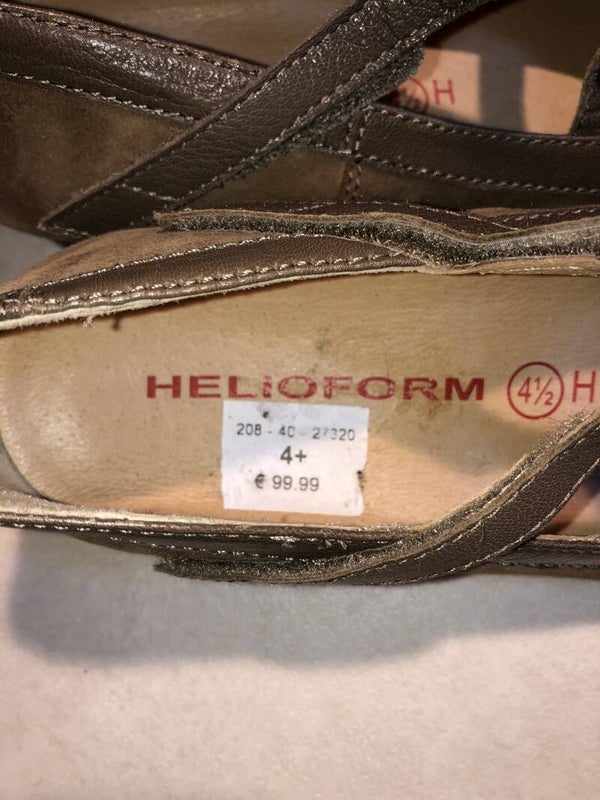 4½ H
HELIOFORM 4½ H
208 - 40 - 27320
4+
€ 99.99